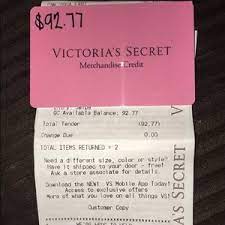 $92.77
VICTORIA'S SECRET
Merchandise Credit
GC Available Balance: 92.77
Total Tender (92.77)
Change Due 0.00
TOTAL ITEMS RETURNED = 2
Need a different size, color or style?
Have it shipped to your door - free!
Ask a store associate for details.
Download the NEW! VS Mobile App Today!
Access to exclusive offers
More of what you love on all things VS!
Customer Copy
VICTORIA'S SECRET